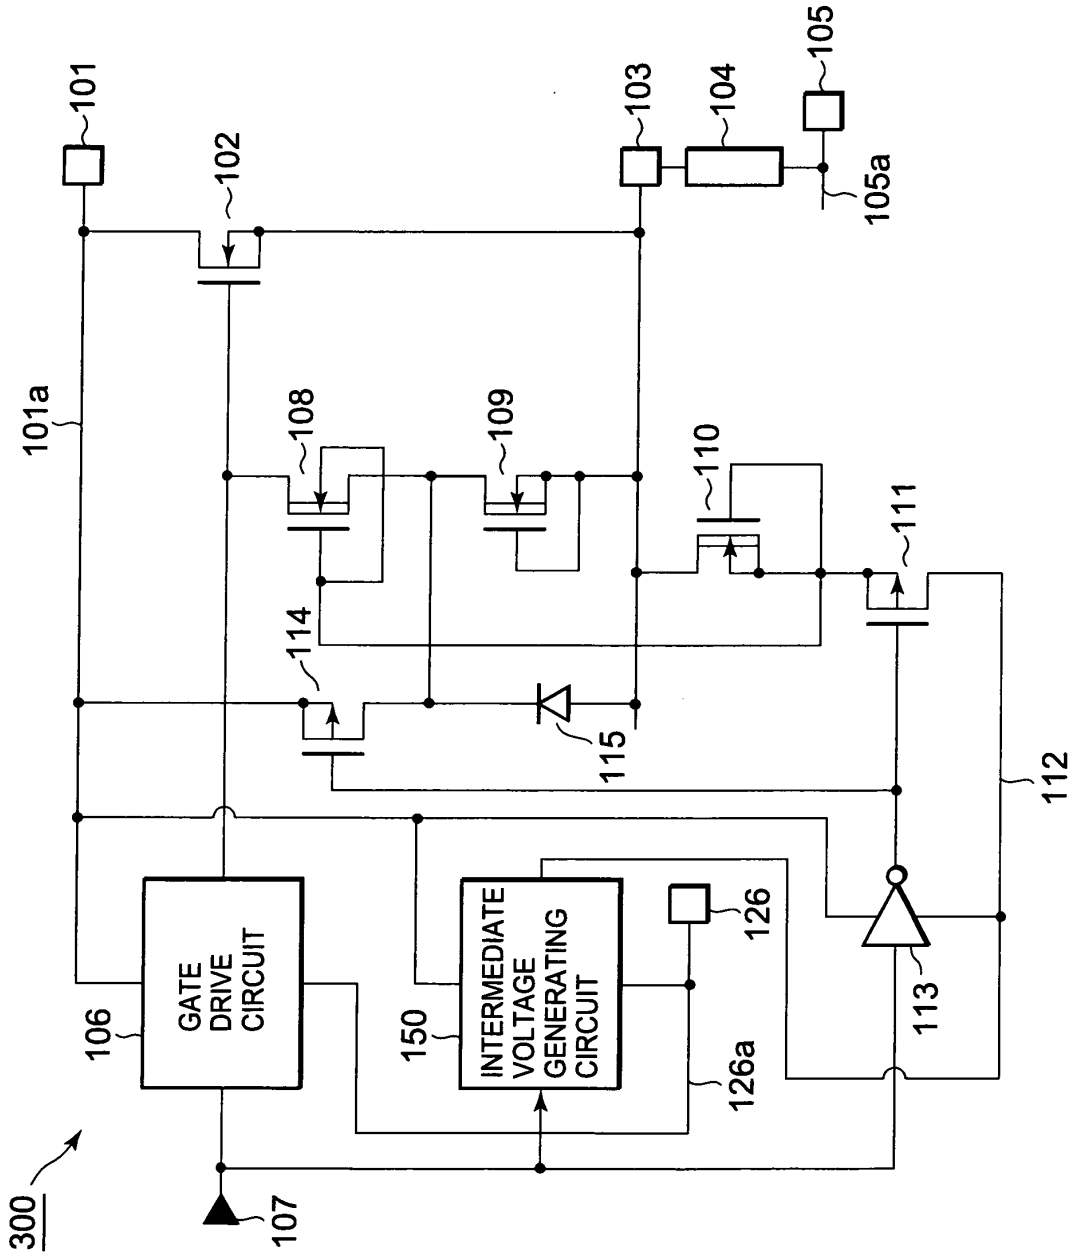 300
107
106
GATE
DRIVE
CIRCUIT
101a
101
102
108
109
114
115
103
104
105
105a
110
111
112
113
150
INTERMEDIATE
VOLTAGE
GENERATING
CIRCUIT
126
126a